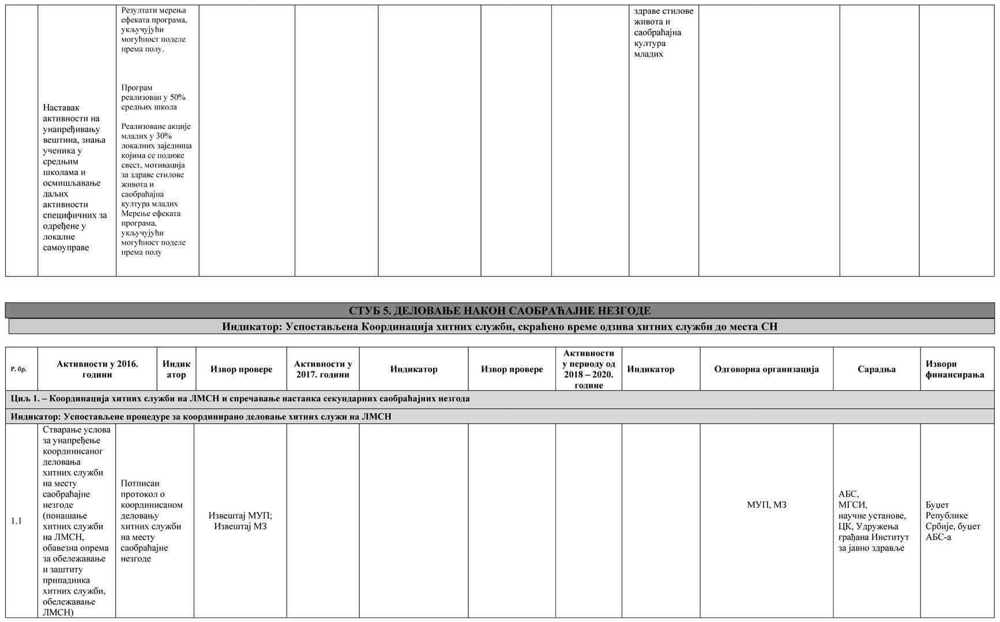 Наставак
активности на
унапређивању
вештина, знања
ученика у
средњим
школама и
осмишљавање
даљих
активности
специфичних за
одређене у
локалне
самоуправе
Резултати мерења
ефеката програма,
укључујући
могућност поделе
према полу.
Програм
реализован у 50%
средњих школа
Реализоване акције
младих у 30%
локалних заједница
којима се подиже
свест, мотивација
за здраве стилове
живота и
саобраћајна
култура младих
Мерење ефеката
програма,
укључујући
могућност поделе
према полу
здраве стилове
живота и
саобраћајна
култура
младих
СТУБ 5. ДЕЛОВАЊЕ НАКОН САОБРАЋАЈНЕ НЕЗГОДЕ
Индикатор: Успостављена Координација хитних служби, скраћено време одзива хитних служби до места СН
Р. бр.
Активности у 2016.
години
Индик
атор
Извор провере
Активности у
2017. години
Индикатор
Извор провере
Активности
у периоду од
2018 – 2020.
године
Индикатор
Одговорна организација
Сарадња
Извори
финансирања
Циљ 1. – Координација хитних служби на ЛМСН и спречавање настанка секундарних саобраћајних незгода
Индикатор: Успостављене процедуре за координирано деловање хитних служи на ЛМСН
1.1
Стварање услова
за унапређење
координисаног
деловања
хитних служби
на месту
саобраћајне
незгоде
(понашање
хитних служби
на ЛМСН,
обавезна опрема
за обележавање
и заштиту
припадника
хитних служби,
обележавање
ЛМСН)
Потписан
протокол о
координисаном
деловању
хитних служби
на месту
саобраћајне
незгоде
Извештај МУП;
Извештај МЗ
МУП, МЗ
АБС,
МГСИ,
научне установе,
ЦК, Удружења
грађана Институт
за јавно здравље
Буџет
Републике
Србије, буџет
АБС-а